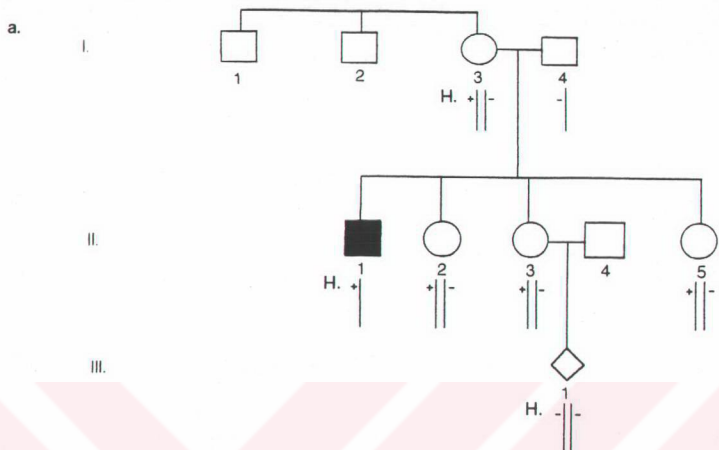 a.
I.
1 2 3 4
H. + - -
II.
1 2 3 4 5
H. + + - + - + -
III.
1
H. - -